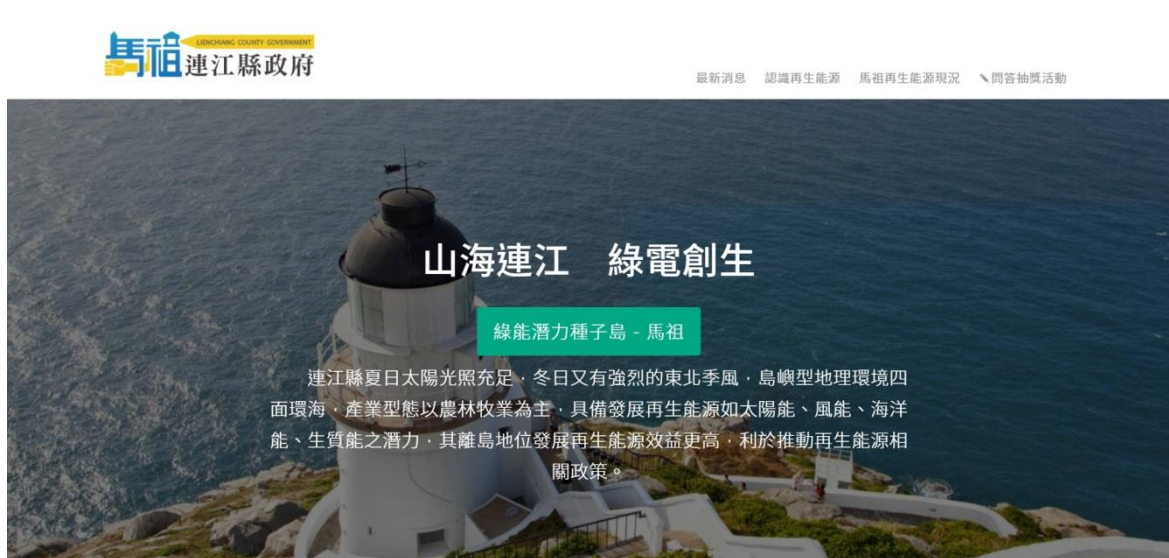 馬祖 LIENCHIANG COUNTY GOVERNMENT
連江縣政府
最新消息 認識再生能源 馬祖再生能源現況 ✎問答抽獎活動
山海連江 綠電創生
綠能潛力種子島 - 馬祖
連江縣夏日太陽光照充足，冬日又有強烈的東北季風，島嶼型地理環境四
面環海，產業型態以農林牧業為主，具備發展再生能源如太陽能、風能、海洋
能、生質能之潛力，其離島地位發展再生能源效益更高，利於推動再生能源相
關政策。